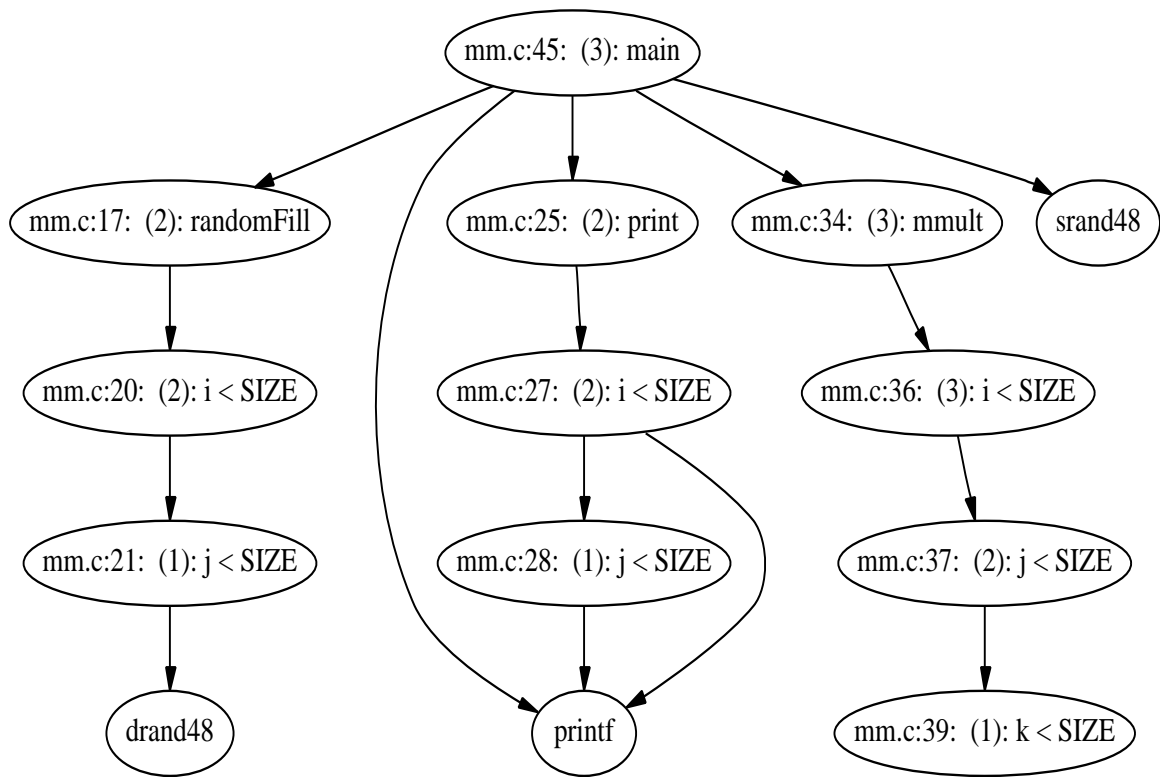 mm.c:45:  (3): main
mm.c:17:  (2): randomFill
mm.c:25:  (2): print
mm.c:34:  (3): mmult
srand48
mm.c:20:  (2): i < SIZE
mm.c:27:  (2): i < SIZE
mm.c:36:  (3): i < SIZE
mm.c:21:  (1): j < SIZE
mm.c:28:  (1): j < SIZE
mm.c:37:  (2): j < SIZE
drand48
printf
mm.c:39:  (1): k < SIZE